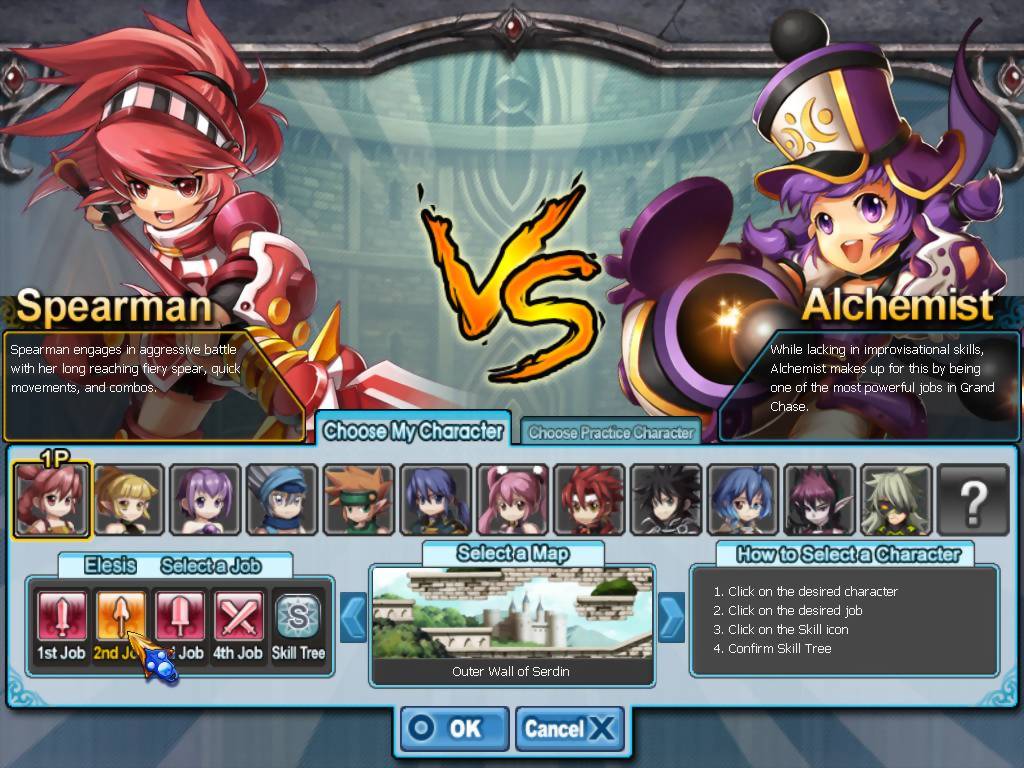 VS
Spearman
Spearman engages in aggressive battle
with her long reaching fiery spear, quick
movements, and combos.
Alchemist
While lacking in improvisational skills,
Alchemist makes up for this by being
one of the most powerful jobs in Grand
Chase.
Choose My Character
Choose Practice Character
1P
?
Elesis Select a Job
1st Job
2nd Jo
Job
4th Job
S
Skill Tree
Select a Map
Outer Wall of Serdin
How to Select a Character
1. Click on the desired character
2. Click on the desired job
3. Click on the Skill icon
4. Confirm Skill Tree
OK
Cancel X